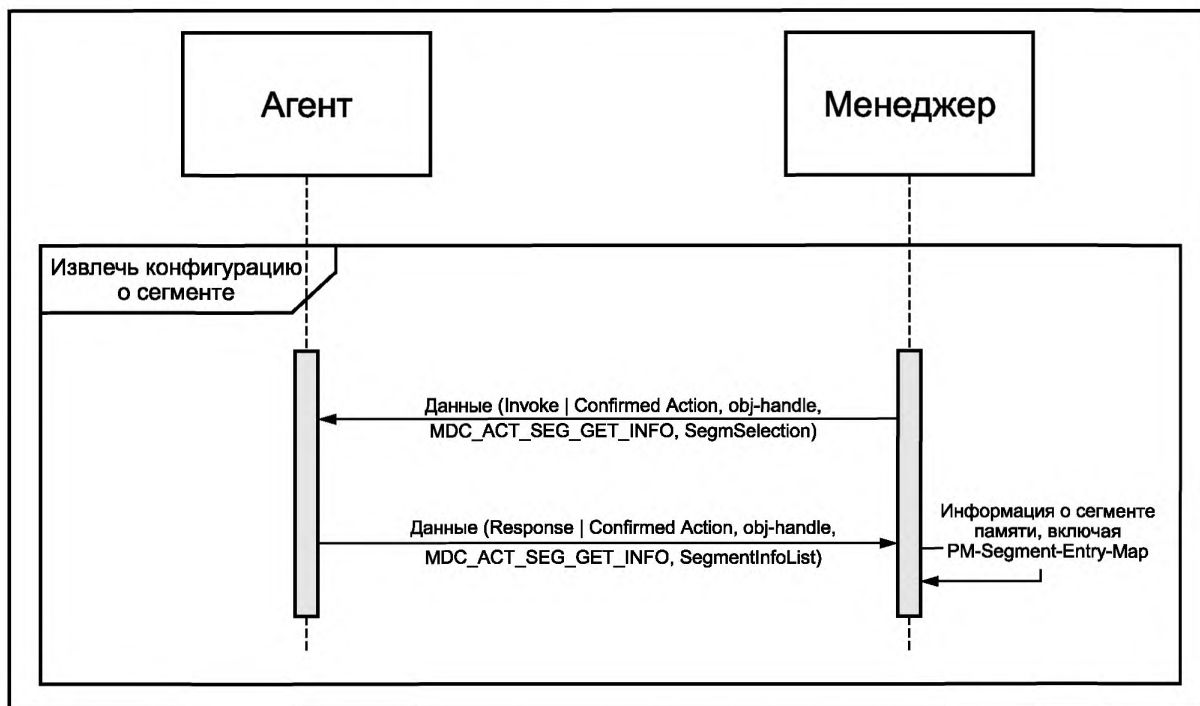 Агент
Менеджер
Извлечь конфигурацию
о сегменте
Данные (Invoke | Confirmed Action, obj-handle,
MDC_ACT_SEG_GET_INFO, SegmSelection)
Данные (Response | Confirmed Action, obj-handle,
MDC_ACT_SEG_GET_INFO, SegmentInfoList)
Информация о сегменте
памяти, включая
PM-Segment-Entry-Map